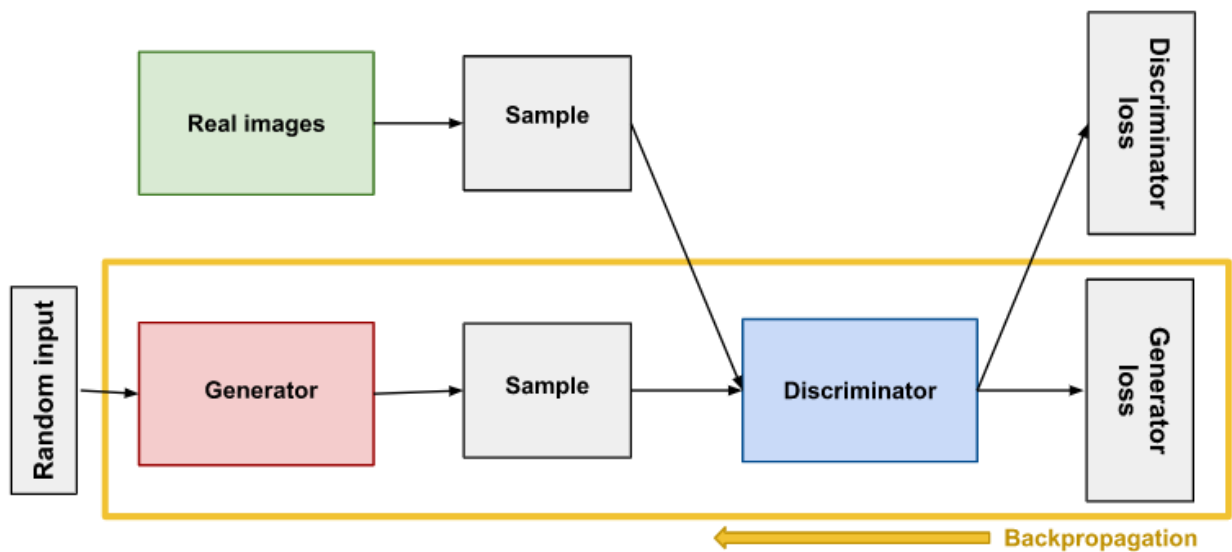 Real images
Sample
Discriminator
loss
Random input
Generator
Sample
Discriminator
Generator
loss
Backpropagation